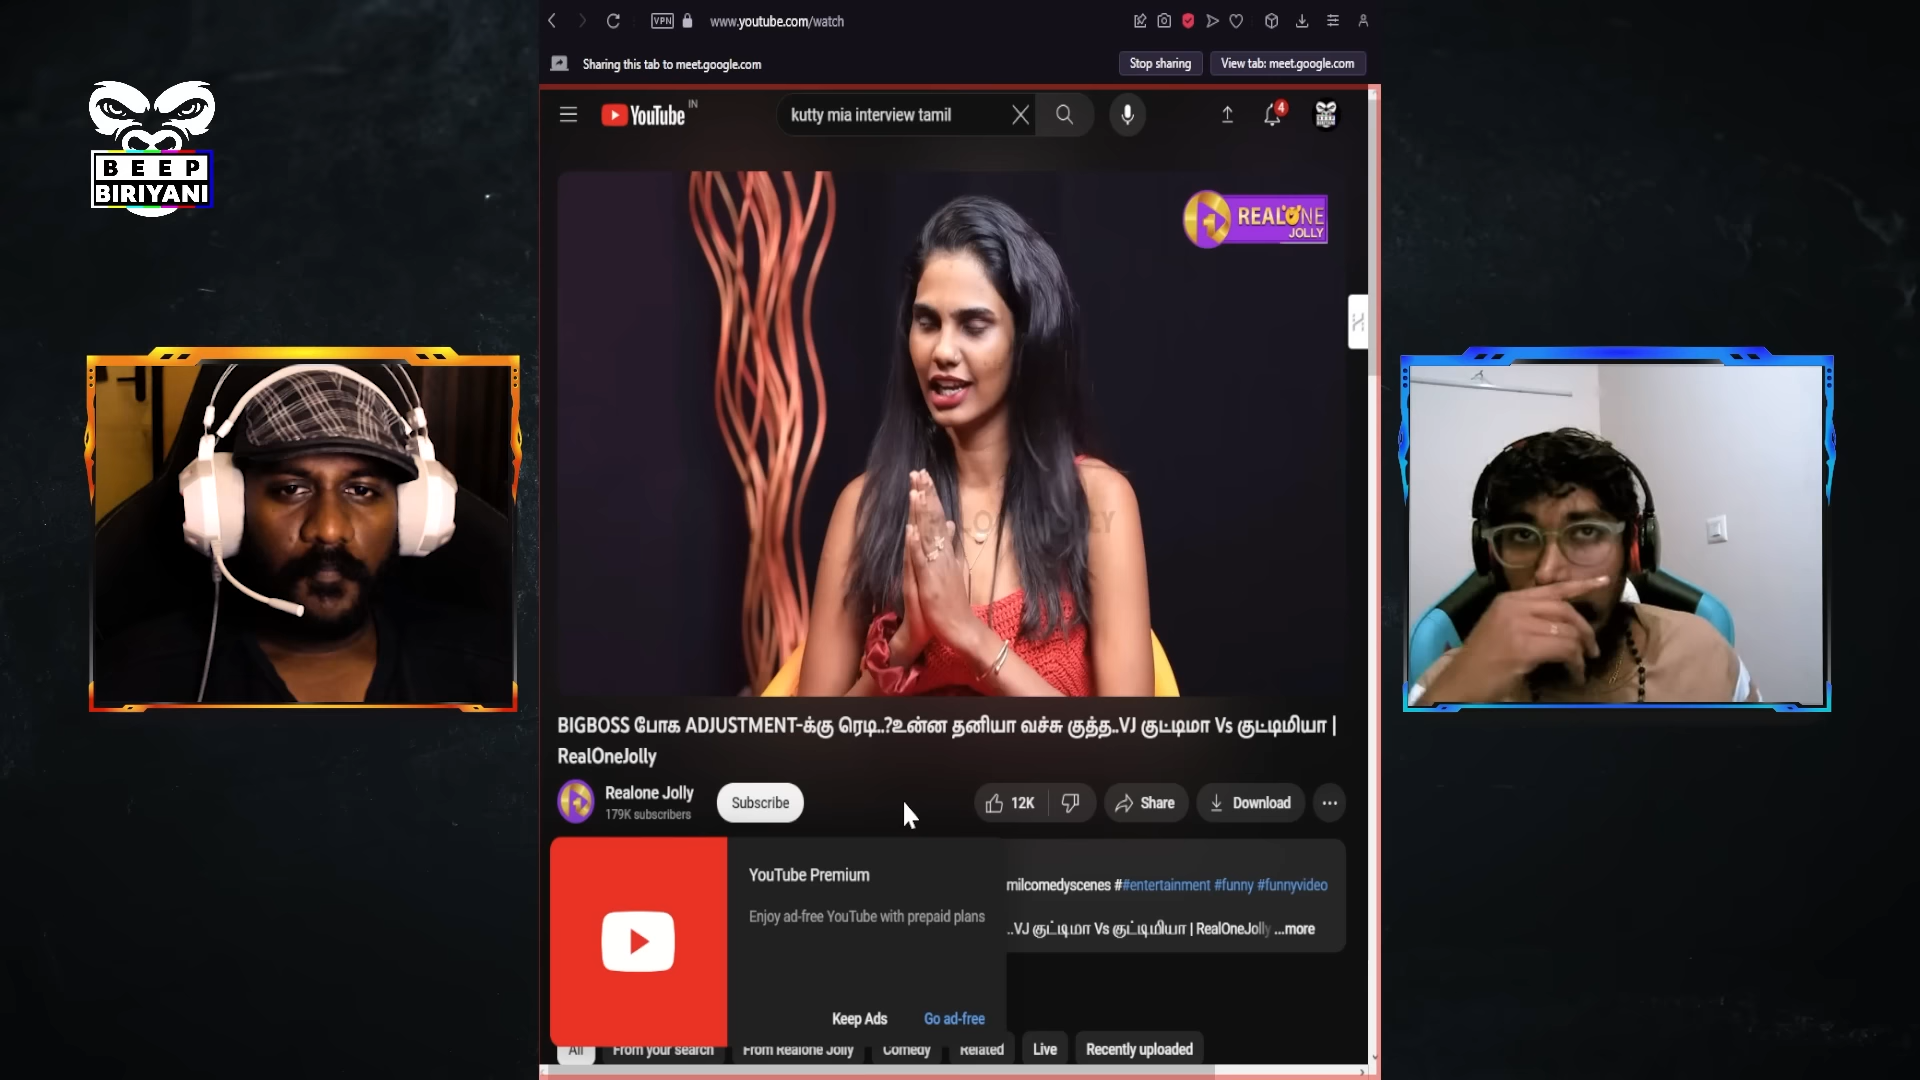 VPN
www.youtube.com/watch
Sharing this tab to meet.google.com
Stop sharing
View tab: meet.google.com
BEEP
BIRIYANI
YouTube IN
kutty mia interview tamil
4
REALONE
JOLLY
BIGBOSS போக ADJUSTMENT-க்கு ரெடி..?உன்ன தனியா வச்சு குத்த..VJ குட்டிமா Vs குட்டிமியா |
RealOneJolly
Realone Jolly
179K subscribers
Subscribe
12K
Share
Download
YouTube Premium
Enjoy ad-free YouTube with prepaid plans
Keep Ads
Go ad-free
milcomedyscenes ##entertainment #funny #funnyvideo
..VJ குட்டிமா Vs குட்டிமியா | RealOneJolly ...more
All
From your search
From Realone Jolly
Comedy
Related
Live
Recently uploaded